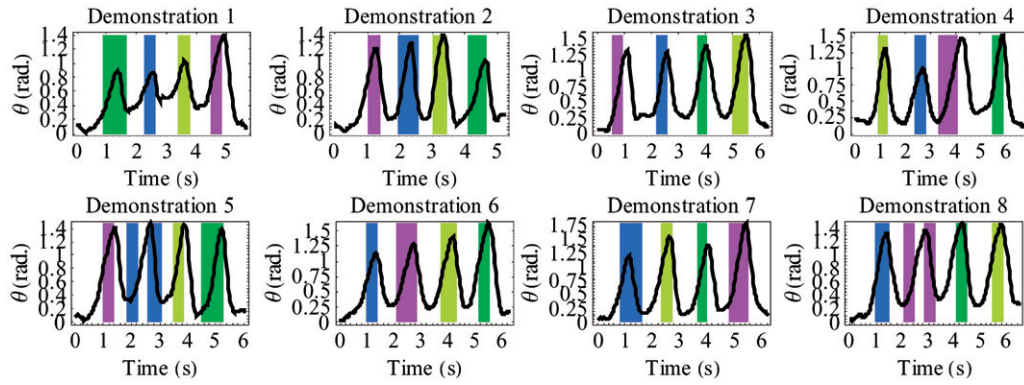 Demonstration 1
θ (rad.)
1.4
1.2
1
0.8
0.6
0.4
0.2
0
0 1 2 3 4 5
Time (s)
Demonstration 2
θ (rad.)
1.4
1.2
1
0.8
0.6
0.4
0.2
0
0 1 2 3 4 5
Time (s)
Demonstration 3
θ (rad.)
1.5
1.25
1
0.75
0.5
0.25
0
0 1 2 3 4 5 6
Time (s)
Demonstration 4
θ (rad.)
1.5
1.25
1
0.75
0.5
0.25
0
0 1 2 3 4 5 6
Time (s)
Demonstration 5
θ (rad.)
1.4
1.2
1
0.8
0.6
0.4
0.2
0
0 1 2 3 4 5 6
Time (s)
Demonstration 6
θ (rad.)
1.5
1.25
1
0.75
0.5
0.25
0
0 1 2 3 4 5 6
Time (s)
Demonstration 7
θ (rad.)
1.75
1.5
1.25
1
0.75
0.5
0.25
0
0 1 2 3 4 5 6
Time (s)
Demonstration 8
θ (rad.)
1.4
1.2
1
0.8
0.6
0.4
0.2
0
0 1 2 3 4 5 6
Time (s)